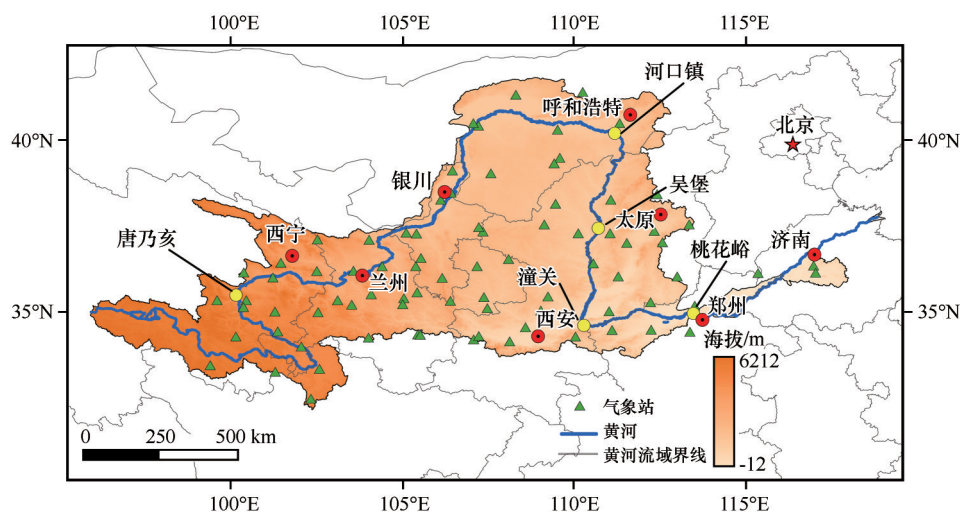 100°E
105°E
110°E
115°E
河口镇
呼和浩特
北京
40°N
40°N
银川
吴堡
太原
唐乃亥
西宁
桃花峪
济南
兰州
潼关
35°N
35°N
西安
郑州
海拔/m
6212
气象站
0 250 500 km
黄河
黄河流域界线
-12
100°E
105°E
110°E
115°E